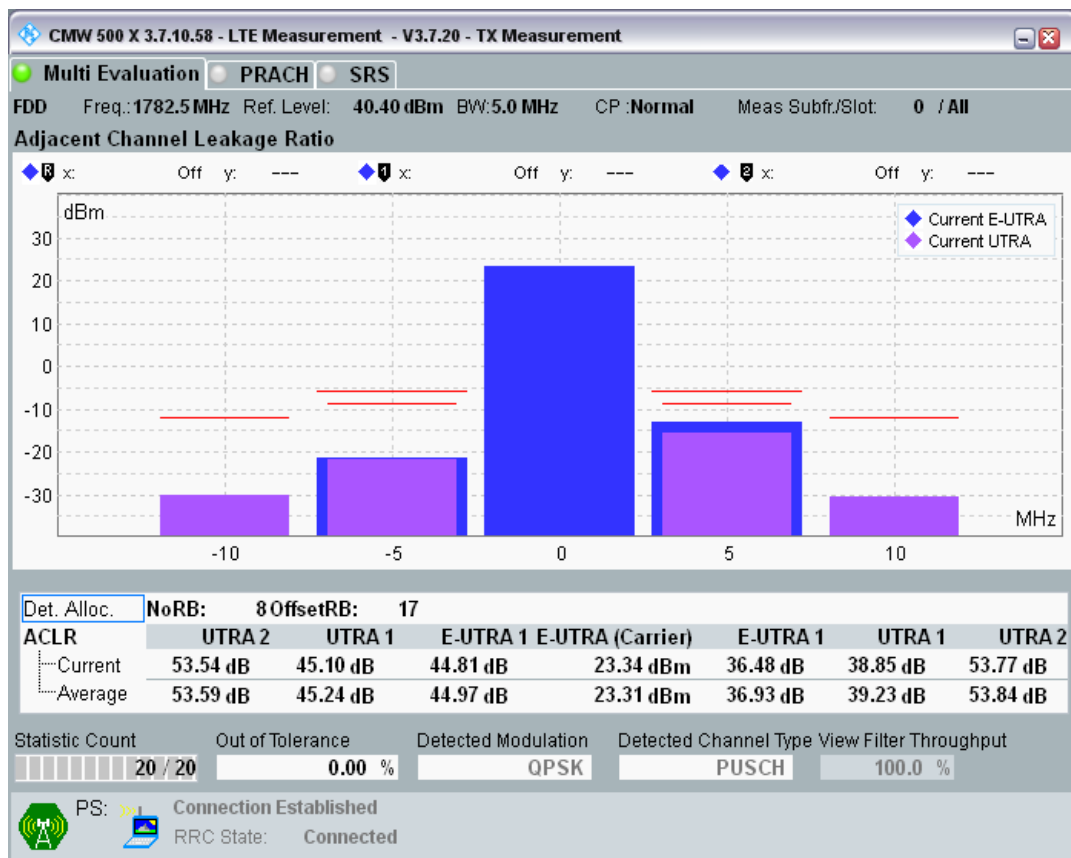 CMW 500 X 3.7.10.58 - LTE Measurement - V3.7.20 - TX Measurement
Multi Evaluation PRACH SRS
FDD Freq.:1782.5 MHz Ref. Level: 40.40 dBm BW:5.0 MHz CP :Normal Meas Subfr./Slot: 0 / All
Adjacent Channel Leakage Ratio
R x: Off y: --- 1 x: Off y: --- 2 x: Off y: ---
dBm
Current E-UTRA
Current UTRA
30
20
10
0
-10
-20
-30
MHz
-10 -5 0 5 10
Det. Alloc. NoRB: 8 OffsetRB: 17
ACLR UTRA 2 UTRA 1 E-UTRA 1 E-UTRA (Carrier) E-UTRA 1 UTRA 1 UTRA 2
Current 53.54 dB 45.10 dB 44.81 dB 23.34 dBm 36.48 dB 38.85 dB 53.77 dB
Average 53.59 dB 45.24 dB 44.97 dB 23.31 dBm 36.93 dB 39.23 dB 53.84 dB
Statistic Count Out of Tolerance Detected Modulation Detected Channel Type View Filter Throughput
20 / 20 0.00 % QPSK PUSCH 100.0 %
PS: Connection Established
RRC State: Connected